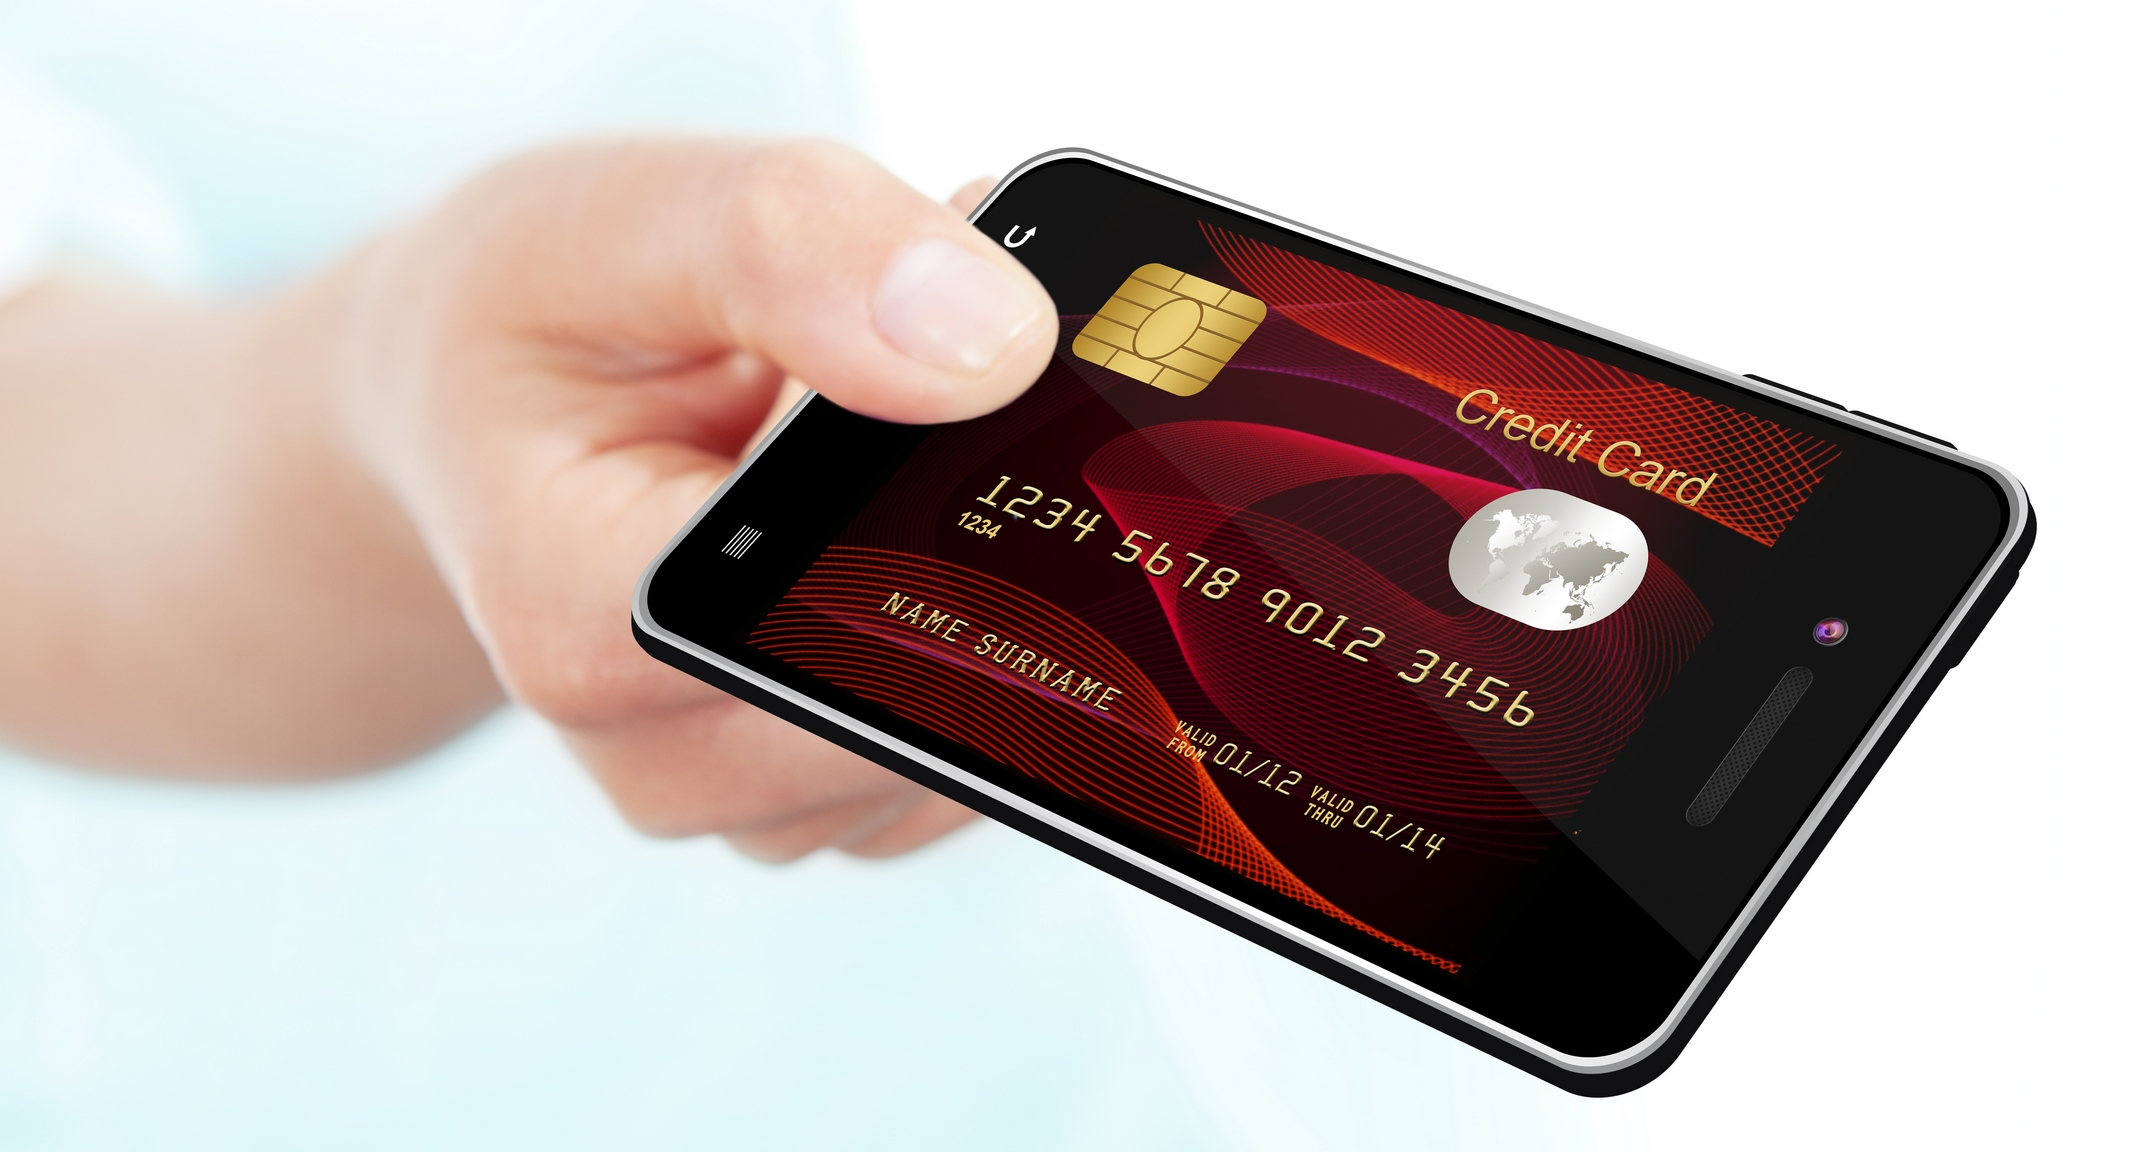 Credit Card
1234 5678 9012 3456
1234
NAME SURNAME
VALID FROM 01/12 VALID THRU 01/14